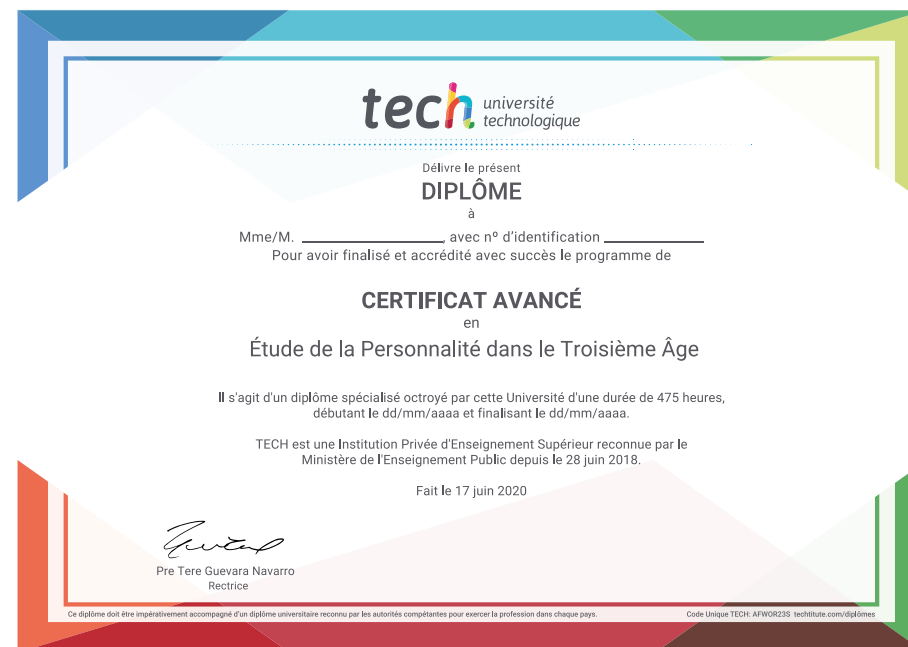 tech université
technologique
Délivre le présent
DIPLÔME
à
Mme/M. ____________, avec nº d'identification ____________
Pour avoir finalisé et accrédité avec succès le programme de
CERTIFICAT AVANCÉ
en
Étude de la Personnalité dans le Troisième Âge
Il s'agit d'un diplôme spécialisé octroyé par cette Université d'une durée de 475 heures,
débutant le dd/mm/aaaa et finalisant le dd/mm/aaaa.
TECH est une Institution Privée d'Enseignement Supérieur reconnue par le
Ministère de l'Enseignement Public depuis le 28 juin 2018.
Fait le 17 juin 2020
Pre Tere Guevara Navarro
Rectrice
Ce diplôme doit être impérativement accompagné d'un diplôme universitaire reconnu par les autorités compétentes pour exercer la profession dans chaque pays.
Code Unique TECH: AFWOR23S techtitute.com/diplômes